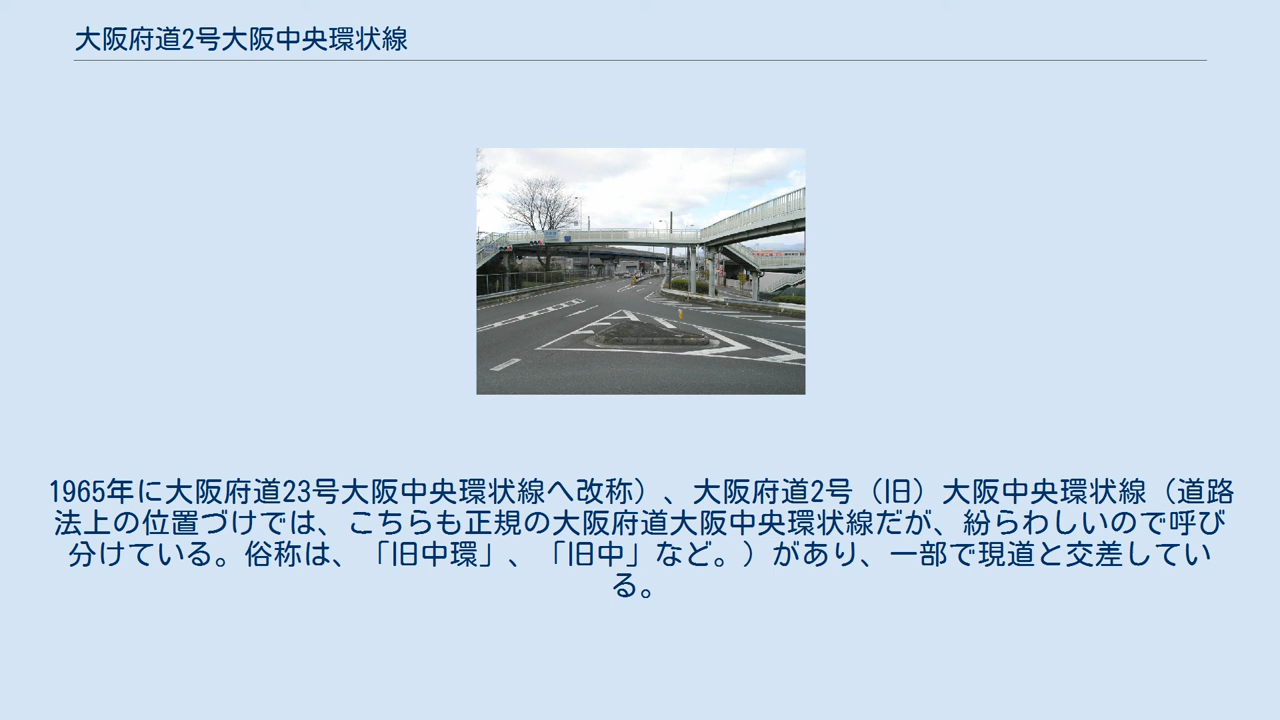 大阪府道2号大阪中央環状線
1965年に大阪府道23号大阪中央環状線へ改称）、大阪府道2号（旧）大阪中央環状線（道路
法上の位置づけでは、こちらも正規の大阪府道大阪中央環状線だが、紛らわしいので呼び
分けている。俗称は、「旧中環」、「旧中」など。）があり、一部で現道と交差してい
る。